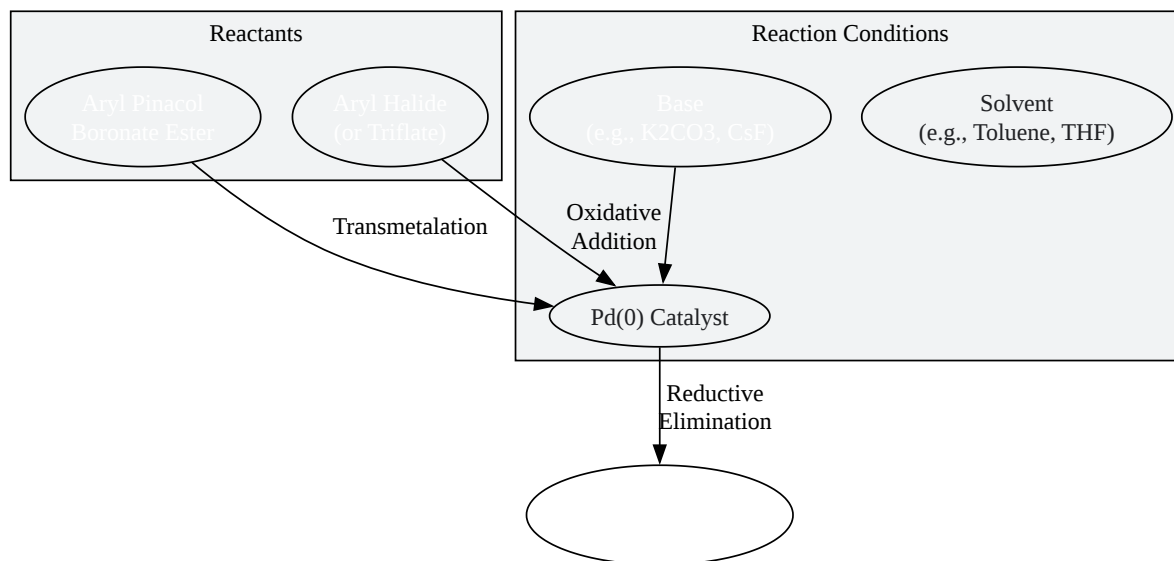 Reactants
Reaction Conditions
Aryl Pinacol
Boronate Ester
Aryl Halide
(or Triflate)
Base
(e.g., K2CO3, CsF)
Solvent
(e.g., Toluene, THF)
Transmetalation
Oxidative
Addition
Pd(0) Catalyst
Reductive
Elimination